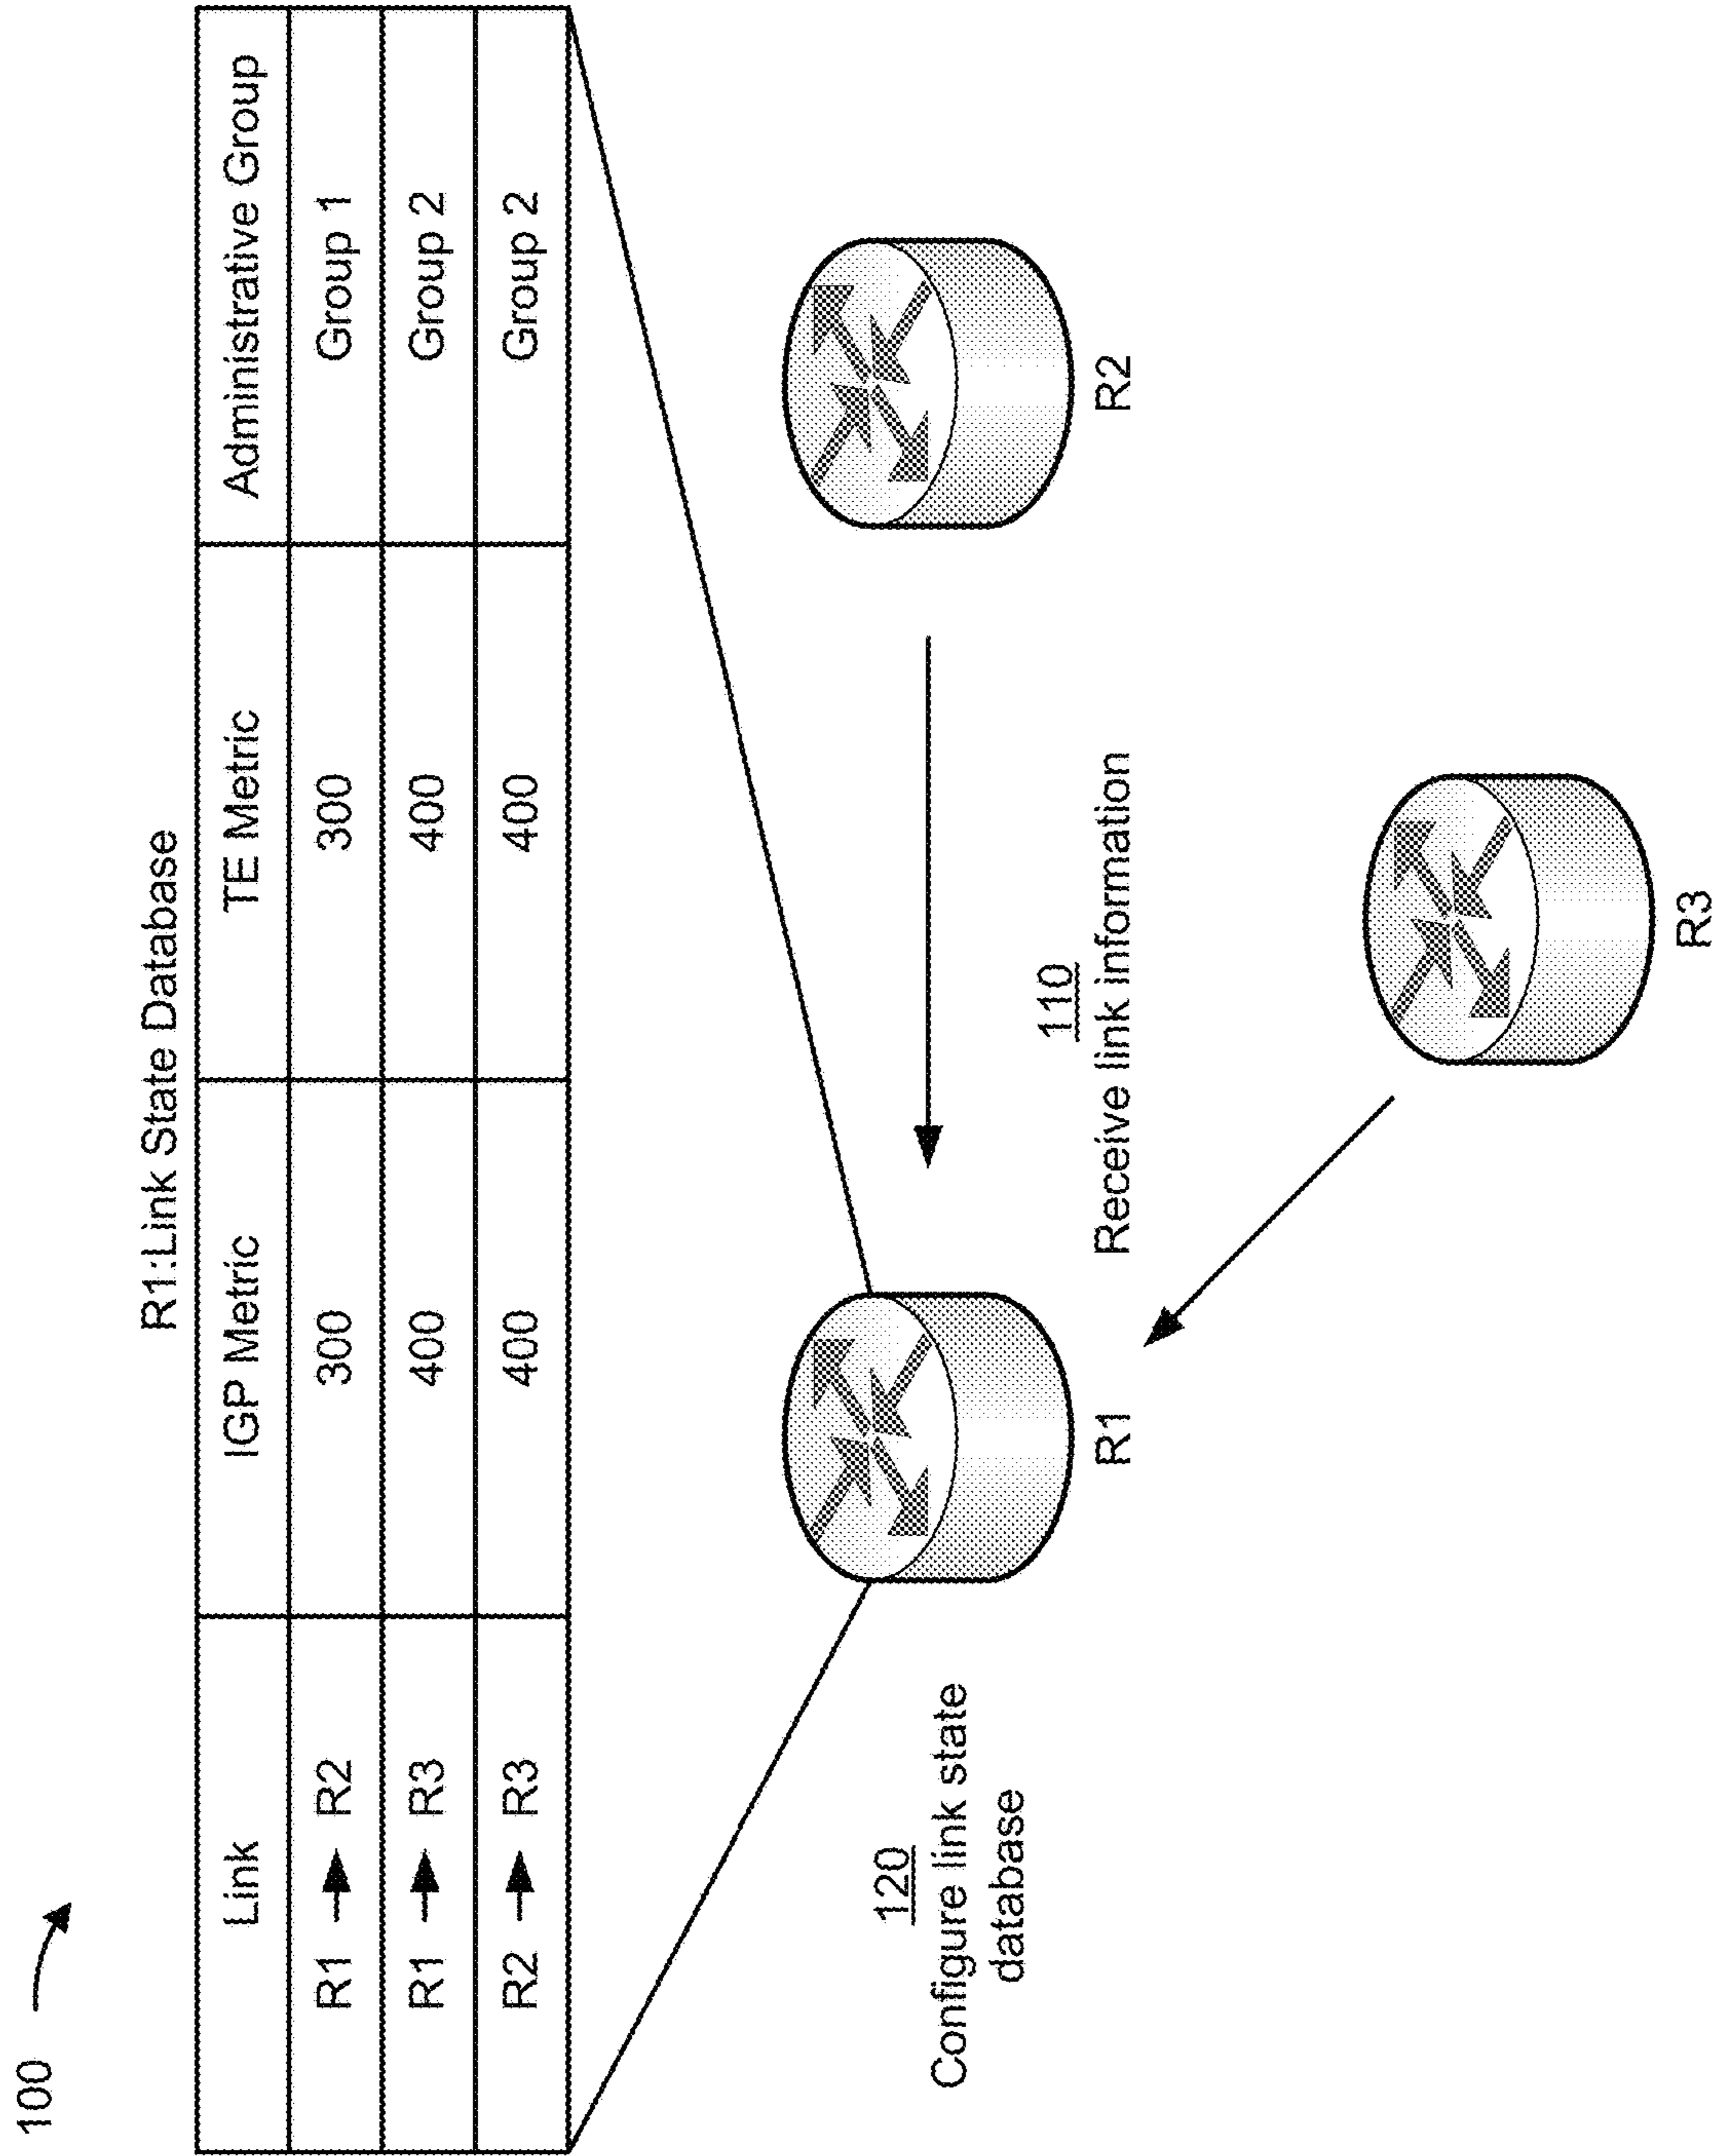 100
R1:Link State Database
Link IGP Metric TE Metric Administrative Group
R1 → R2 300 300 Group 1
R1 → R3 400 400 Group 2
R2 → R3 400 400 Group 2
120
Configure link state
database
R1
110
Receive link information
R2
R3